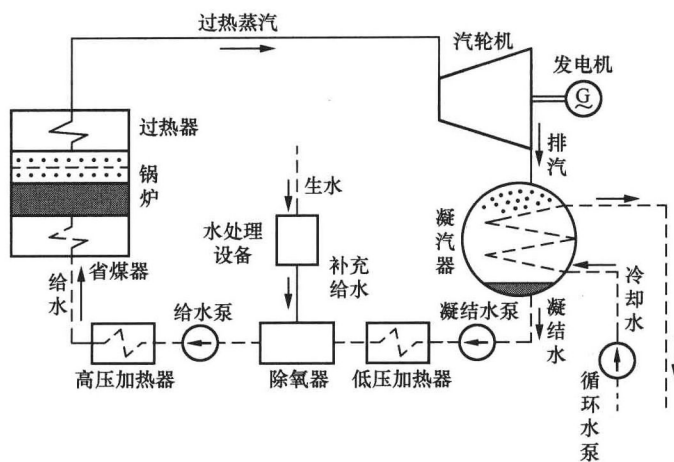 过热蒸汽
汽轮机
发电机
G
过热器
排汽
锅炉
生水
水处理
设备
凝汽器
省煤器
给水
补充
给水
冷却水
给水泵
凝结水泵
凝结水
高压加热器
除氧器
低压加热器
循环水泵